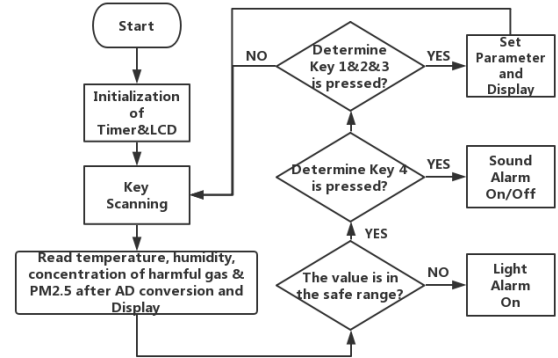 Start
Initialization
of
Timer&LCD
Key
Scanning
Read temperature, humidity,
concentration of harmful gas &
PM2.5 after AD conversion and
Display
NO
Determine
Key 1&2&3
is pressed?
YES
Set
Parameter
and
Display
Determine Key 4
is pressed?
YES
Sound
Alarm
On/Off
YES
The value is in
the safe range?
NO
Light
Alarm
On